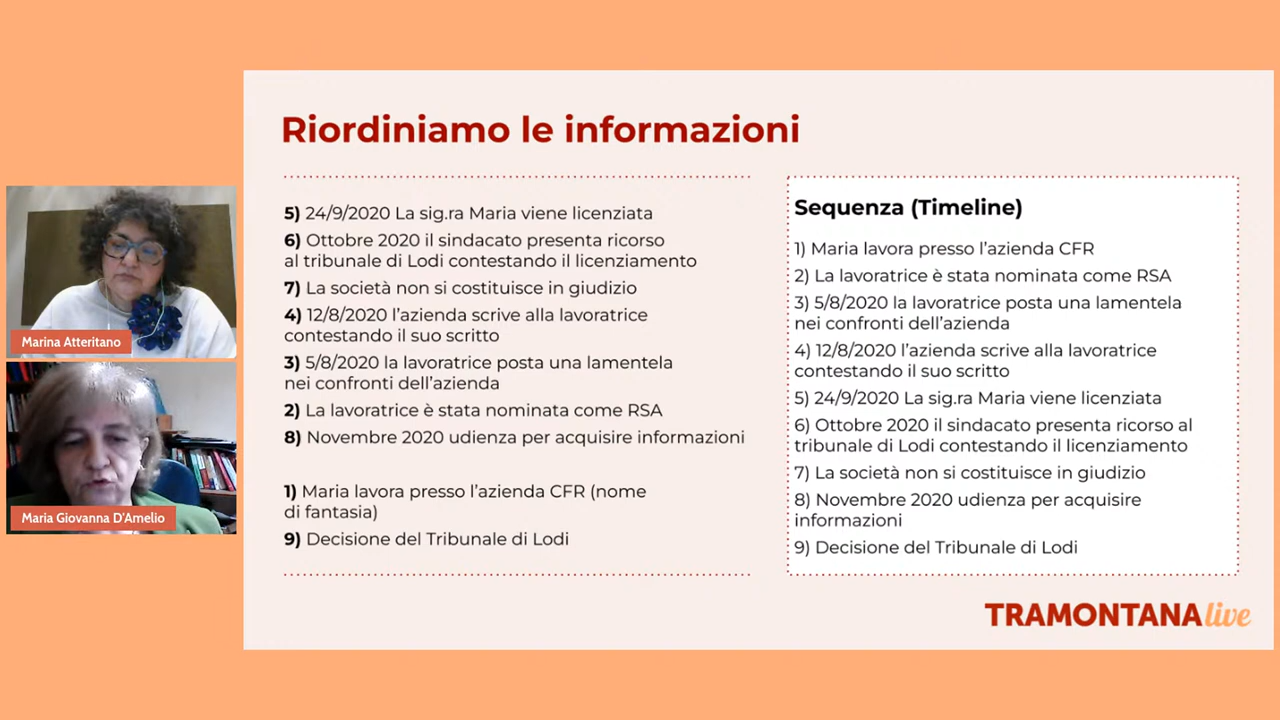 Riordiniamo le informazioni
5) 24/9/2020 La sig.ra Maria viene licenziata
6) Ottobre 2020 il sindacato presenta ricorso
al tribunale di Lodi contestando il licenziamento
7) La società non si costituisce in giudizio
4) 12/8/2020 l'azienda scrive alla lavoratrice
contestando il suo scritto
3) 5/8/2020 la lavoratrice posta una lamentela
nei confronti dell'azienda
2) La lavoratrice è stata nominata come RSA
8) Novembre 2020 udienza per acquisire informazioni
1) Maria lavora presso l'azienda CFR (nome
di fantasia)
9) Decisione del Tribunale di Lodi
Sequenza (Timeline)
1) Maria lavora presso l'azienda CFR
2) La lavoratrice è stata nominata come RSA
3) 5/8/2020 la lavoratrice posta una lamentela
nei confronti dell'azienda
4) 12/8/2020 l'azienda scrive alla lavoratrice
contestando il suo scritto
5) 24/9/2020 La sig.ra Maria viene licenziata
6) Ottobre 2020 il sindacato presenta ricorso al
tribunale di Lodi contestando il licenziamento
7) La società non si costituisce in giudizio
8) Novembre 2020 udienza per acquisire
informazioni
9) Decisione del Tribunale di Lodi
Marina Atteritano
Maria Giovanna D'Amelio
TRAMONTANA live